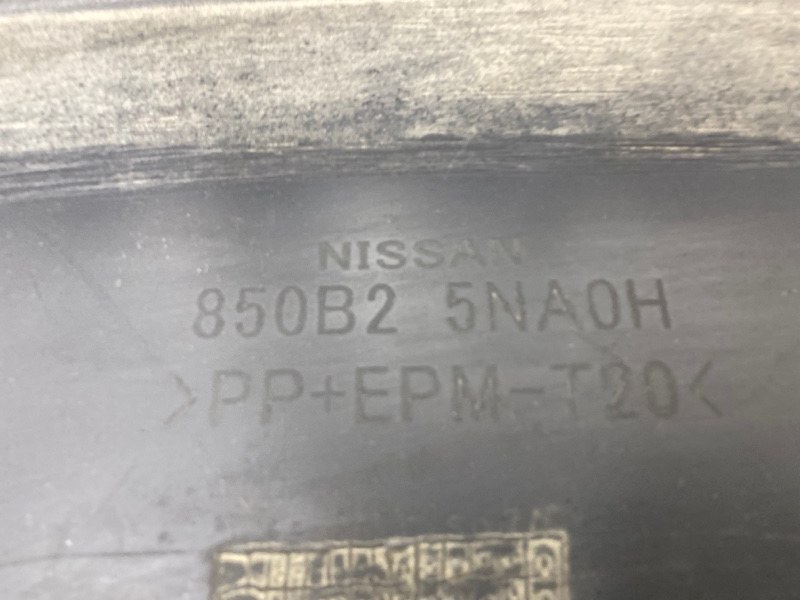 NISSAN
850B2 5NA0H
>PP+EPM-T20<